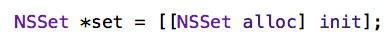 NSSet *set = [[NSSet alloc] init];